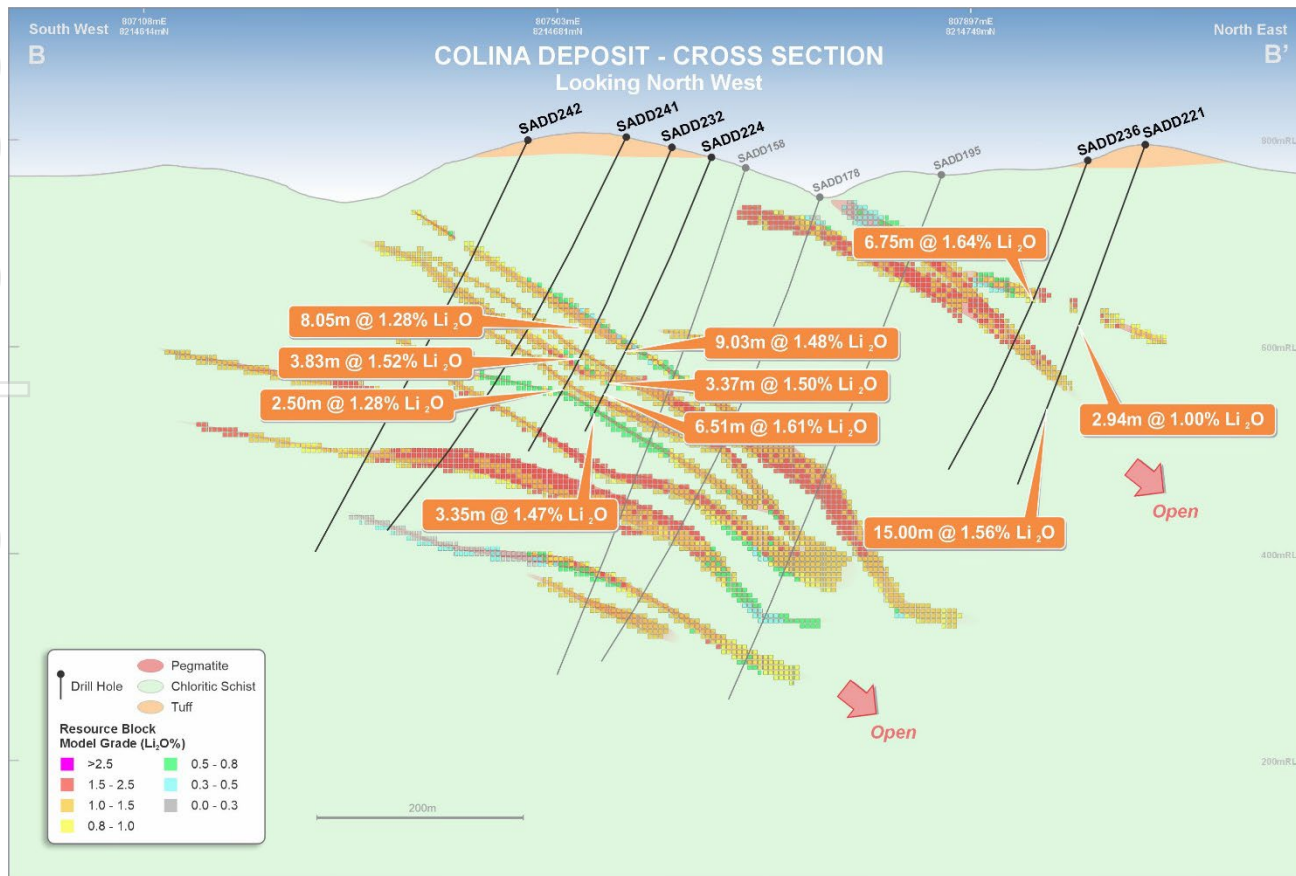 807108mE
8214614mN
807503mE
8214681mN
807897mE
8214749mN
South West
North East
B
COLINA DEPOSIT - CROSS SECTION
B'
Looking North West
SADD242
SADD241
SADD232
SADD224
SADD158
SADD178
SADD195
SADD236
SADD221
800mRL
6.75m @ 1.64% Li₂O
8.05m @ 1.28% Li₂O
9.03m @ 1.48% Li₂O
600mRL
3.83m @ 1.52% Li₂O
3.37m @ 1.50% Li₂O
2.50m @ 1.28% Li₂O
6.51m @ 1.61% Li₂O
2.94m @ 1.00% Li₂O
3.35m @ 1.47% Li₂O
15.00m @ 1.56% Li₂O
Open
400mRL
Open
200mRL
Drill Hole
Pegmatite
Chloritic Schist
Tuff
Resource Block
Model Grade (Li₂O%)
>2.5
0.5 - 0.8
1.5 - 2.5
0.3 - 0.5
1.0 - 1.5
0.0 - 0.3
0.8 - 1.0
200m